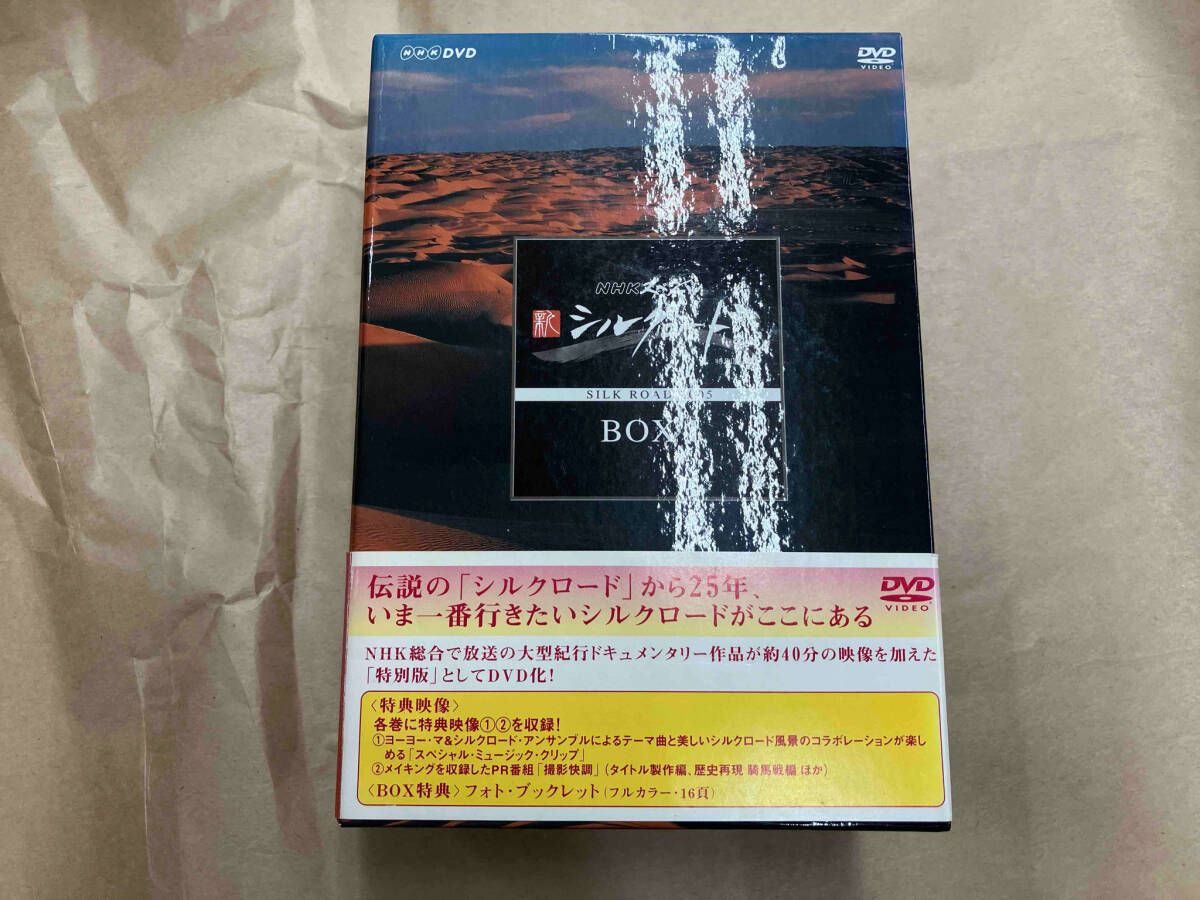 NHK DVD
DVD
VIDEO
NHK
新
シルクロード
SILK ROAD
BOX
伝説の「シルクロード」から25年、
いま一番行きたいシルクロードがここにある
DVD
VIDEO
NHK総合で放送の大型紀行ドキュメンタリー作品が約40分の映像を加えた
「特別版」としてDVD化!
〈特典映像〉
各巻に特典映像①②を収録!
①ヨーヨー・マ&シルクロード・アンサンブルによるテーマ曲と美しいシルクロード風景のコラボレーションが楽し
める「スペシャル・ミュージック・クリップ」
②メイキングを収録したPR番組「撮影快調」(タイトル製作編、歴史再現 騎馬戦編 ほか)
〈BOX特典〉フォト・ブックレット(フルカラー・16頁)